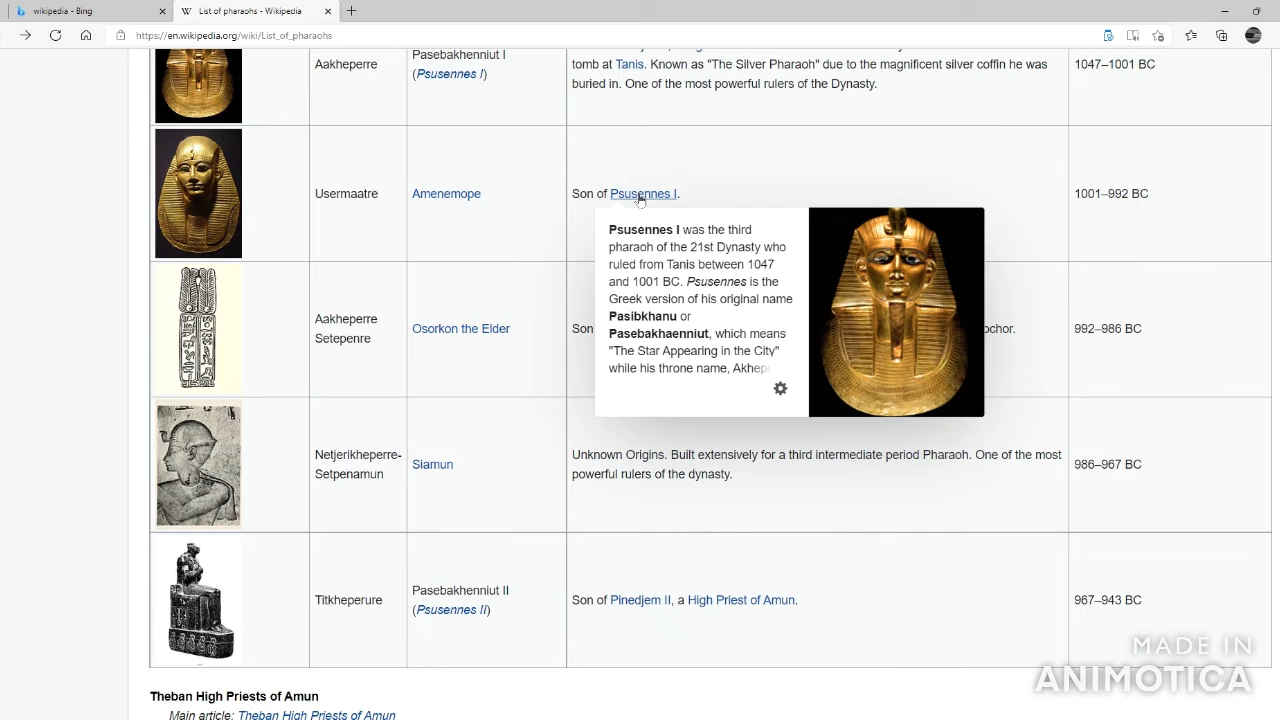 wikipedia - Bing
List of pharaohs - Wikipedia
https://en.wikipedia.org/wiki/List_of_pharaohs
Aakheperre
Pasebakhenniut I
(Psusennes I)
tomb at Tanis. Known as "The Silver Pharaoh" due to the magnificent silver coffin he was
buried in. One of the most powerful rulers of the Dynasty.
1047–1001 BC
Usermaatre
Amenemope
Son of Psusennes I.
1001–992 BC
Psusennes I was the third
pharaoh of the 21st Dynasty who
ruled from Tanis between 1047
and 1001 BC. Psusennes is the
Greek version of his original name
Pasibkhanu or
Pasebakhaenniut, which means
"The Star Appearing in the City"
while his throne name, Akhep
Aakheperre
Setepenre
Osorkon the Elder
Son
ochor.
992–986 BC
Netjerikheperre-
Setpenamun
Siamun
Unknown Origins. Built extensively for a third intermediate period Pharaoh. One of the most
powerful rulers of the dynasty.
986–967 BC
Titkheperure
Pasebakhenniut II
(Psusennes II)
Son of Pinedjem II, a High Priest of Amun.
967–943 BC
Theban High Priests of Amun
Main article: Theban High Priests of Amun
MADE IN
ANIMOTICA